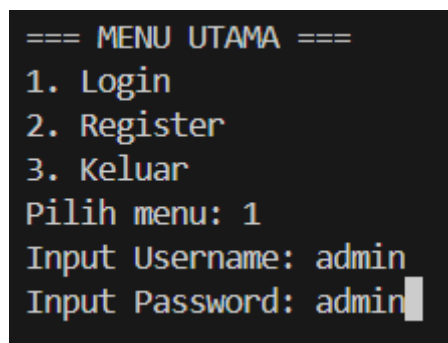 === MENU UTAMA ===
1. Login
2. Register
3. Keluar
Pilih menu: 1
Input Username: admin
Input Password: admin